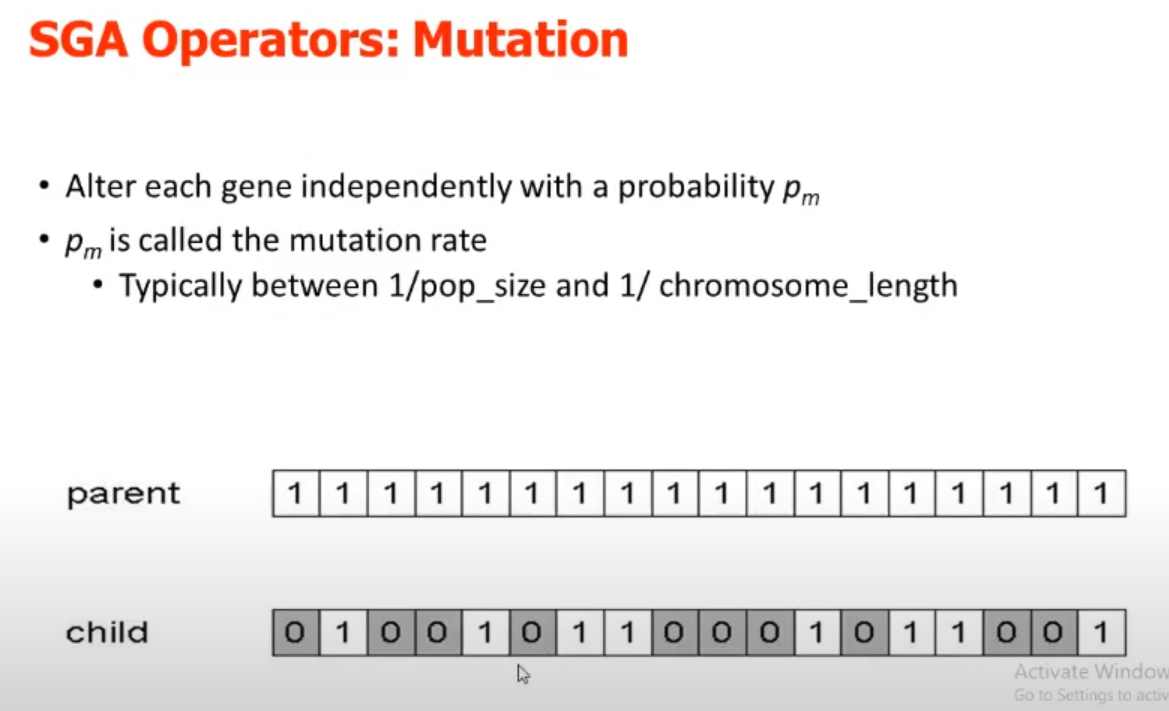 SGA Operators: Mutation
• Alter each gene independently with a probability pm
• pm is called the mutation rate
• Typically between 1/pop_size and 1/ chromosome_length
parent 1 1 1 1 1 1 1 1 1 1 1 1 1 1 1 1 1 1
child 0 1 0 0 1 0 1 1 0 0 0 1 0 1 1 0 0 1
Activate Window
Go to Settings to activ